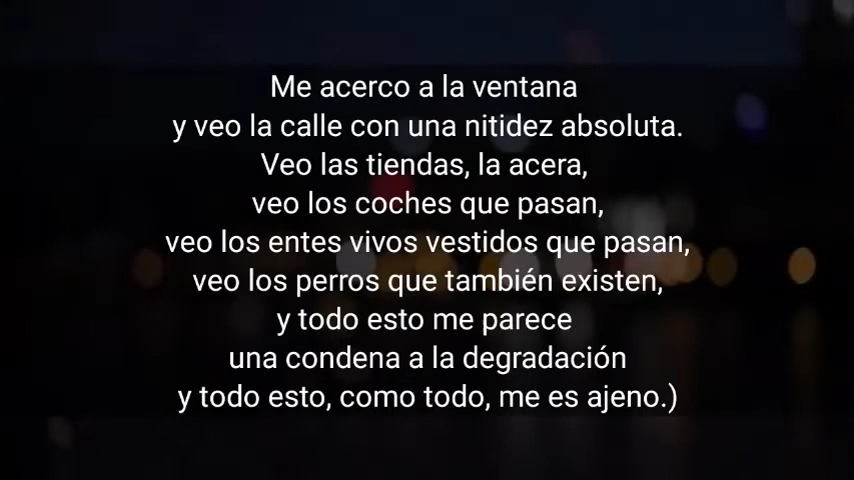 Me acerco a la ventana
y veo la calle con una nitidez absoluta.
Veo las tiendas, la acera,
veo los coches que pasan,
veo los entes vivos vestidos que pasan,
veo los perros que también existen,
y todo esto me parece
una condena a la degradación
y todo esto, como todo, me es ajeno.)